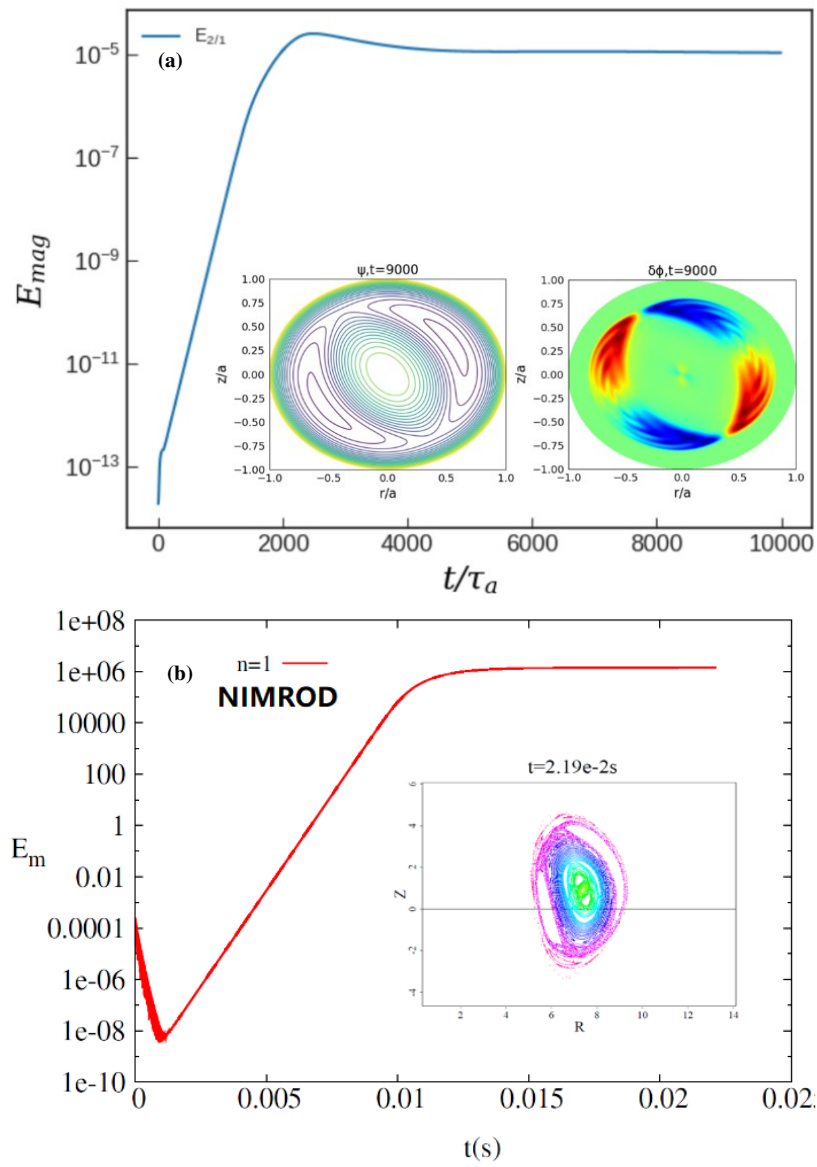 E_{2/1}
(a)
10^{-5}
10^{-7}
10^{-9}
10^{-11}
10^{-13}
E_{mag}
ψ,t=9000
1.00
0.75
0.50
0.25
0.00
−0.25
−0.50
−0.75
−1.00
z/a
−1.0 −0.5 0.0 0.5 1.0
r/a
δϕ,t=9000
1.00
0.75
0.50
0.25
0.00
−0.25
−0.50
−0.75
−1.00
z/a
−1.0 −0.5 0.0 0.5 1.0
r/a
0 2000 4000 6000 8000 10000
t/τ_a
1e+08
1e+06
10000
100
1
0.01
0.0001
1e-06
1e-08
1e-10
E_m
(b)
n=1
NIMROD
t=2.19e-2s
6
4
2
0
-2
-4
Z
2 4 6 8 10 12 14
R
0 0.005 0.01 0.015 0.02 0.02
t(s)